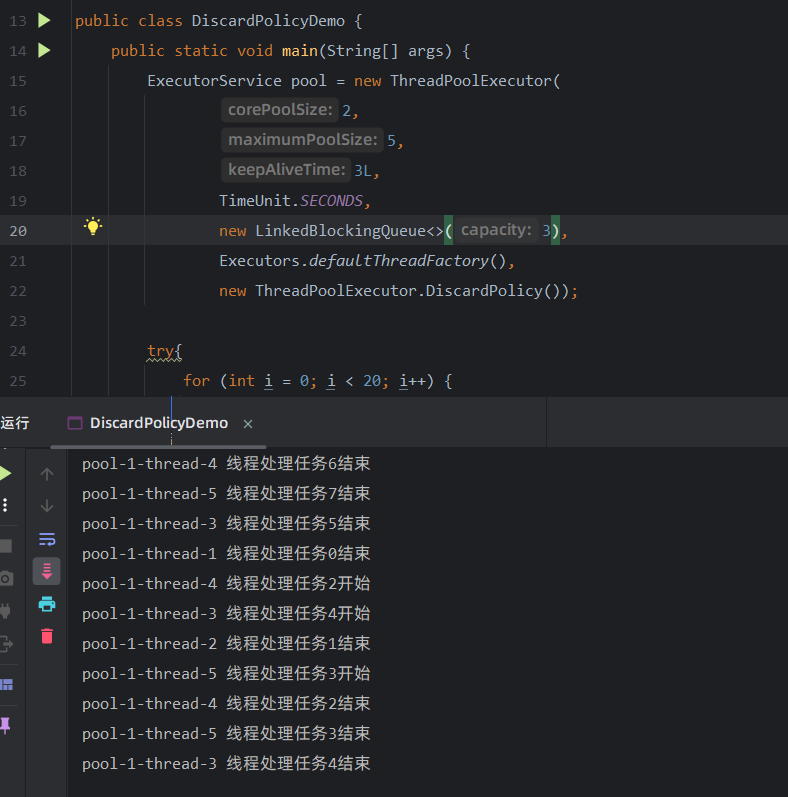 13 public class DiscardPolicyDemo {
14 public static void main(String[] args) {
15 ExecutorService pool = new ThreadPoolExecutor(
16 corePoolSize: 2,
17 maximumPoolSize: 5,
18 keepAliveTime: 3L,
19 TimeUnit.SECONDS,
20 new LinkedBlockingQueue<>( capacity: 3),
21 Executors.defaultThreadFactory(),
22 new ThreadPoolExecutor.DiscardPolicy());
23
24 try{
25 for (int i = 0; i < 20; i++) {
运行 DiscardPolicyDemo ×
pool-1-thread-4 线程处理任务6结束
pool-1-thread-5 线程处理任务7结束
pool-1-thread-3 线程处理任务5结束
pool-1-thread-1 线程处理任务0结束
pool-1-thread-4 线程处理任务2开始
pool-1-thread-3 线程处理任务4开始
pool-1-thread-2 线程处理任务1结束
pool-1-thread-5 线程处理任务3开始
pool-1-thread-4 线程处理任务2结束
pool-1-thread-5 线程处理任务3结束
pool-1-thread-3 线程处理任务4结束